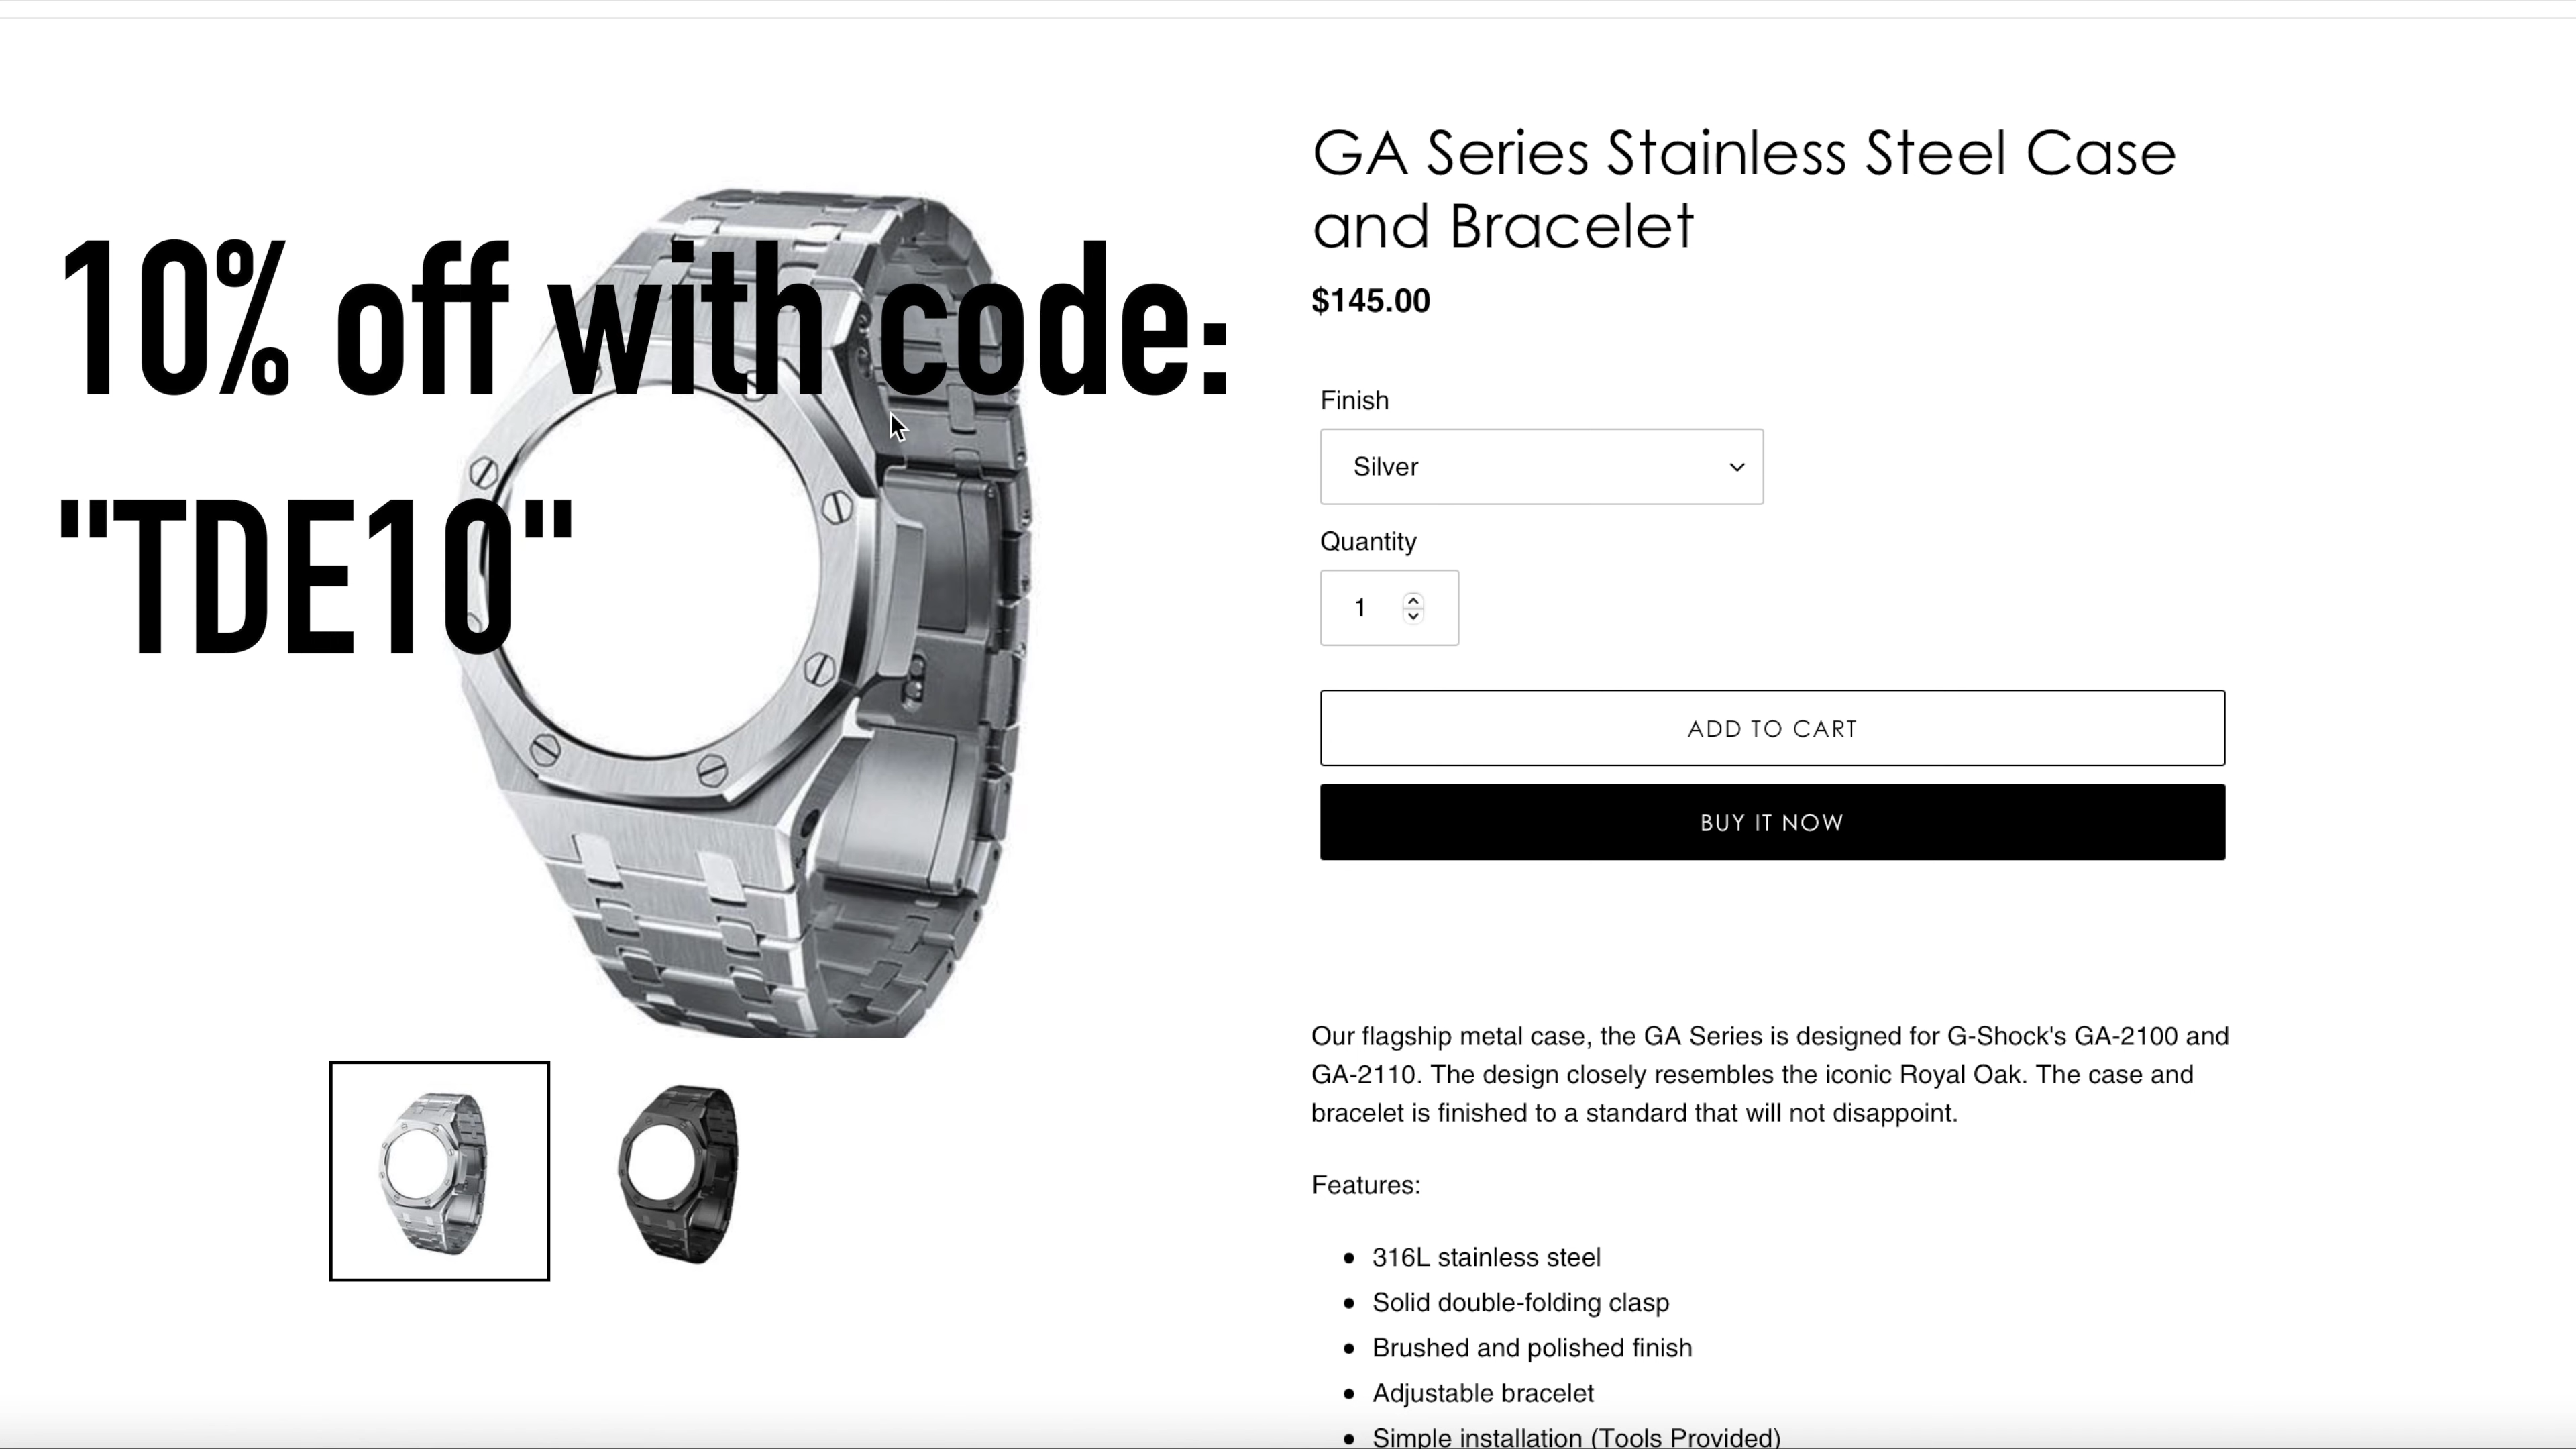 10% off with code:
"TDE10"
GA Series Stainless Steel Case
and Bracelet
$145.00
Finish
Silver
Quantity
1
ADD TO CART
BUY IT NOW
Our flagship metal case, the GA Series is designed for G-Shock's GA-2100 and
GA-2110. The design closely resembles the iconic Royal Oak. The case and
bracelet is finished to a standard that will not disappoint.
Features:
• 316L stainless steel
• Solid double-folding clasp
• Brushed and polished finish
• Adjustable bracelet
• Simple installation (Tools Provided)